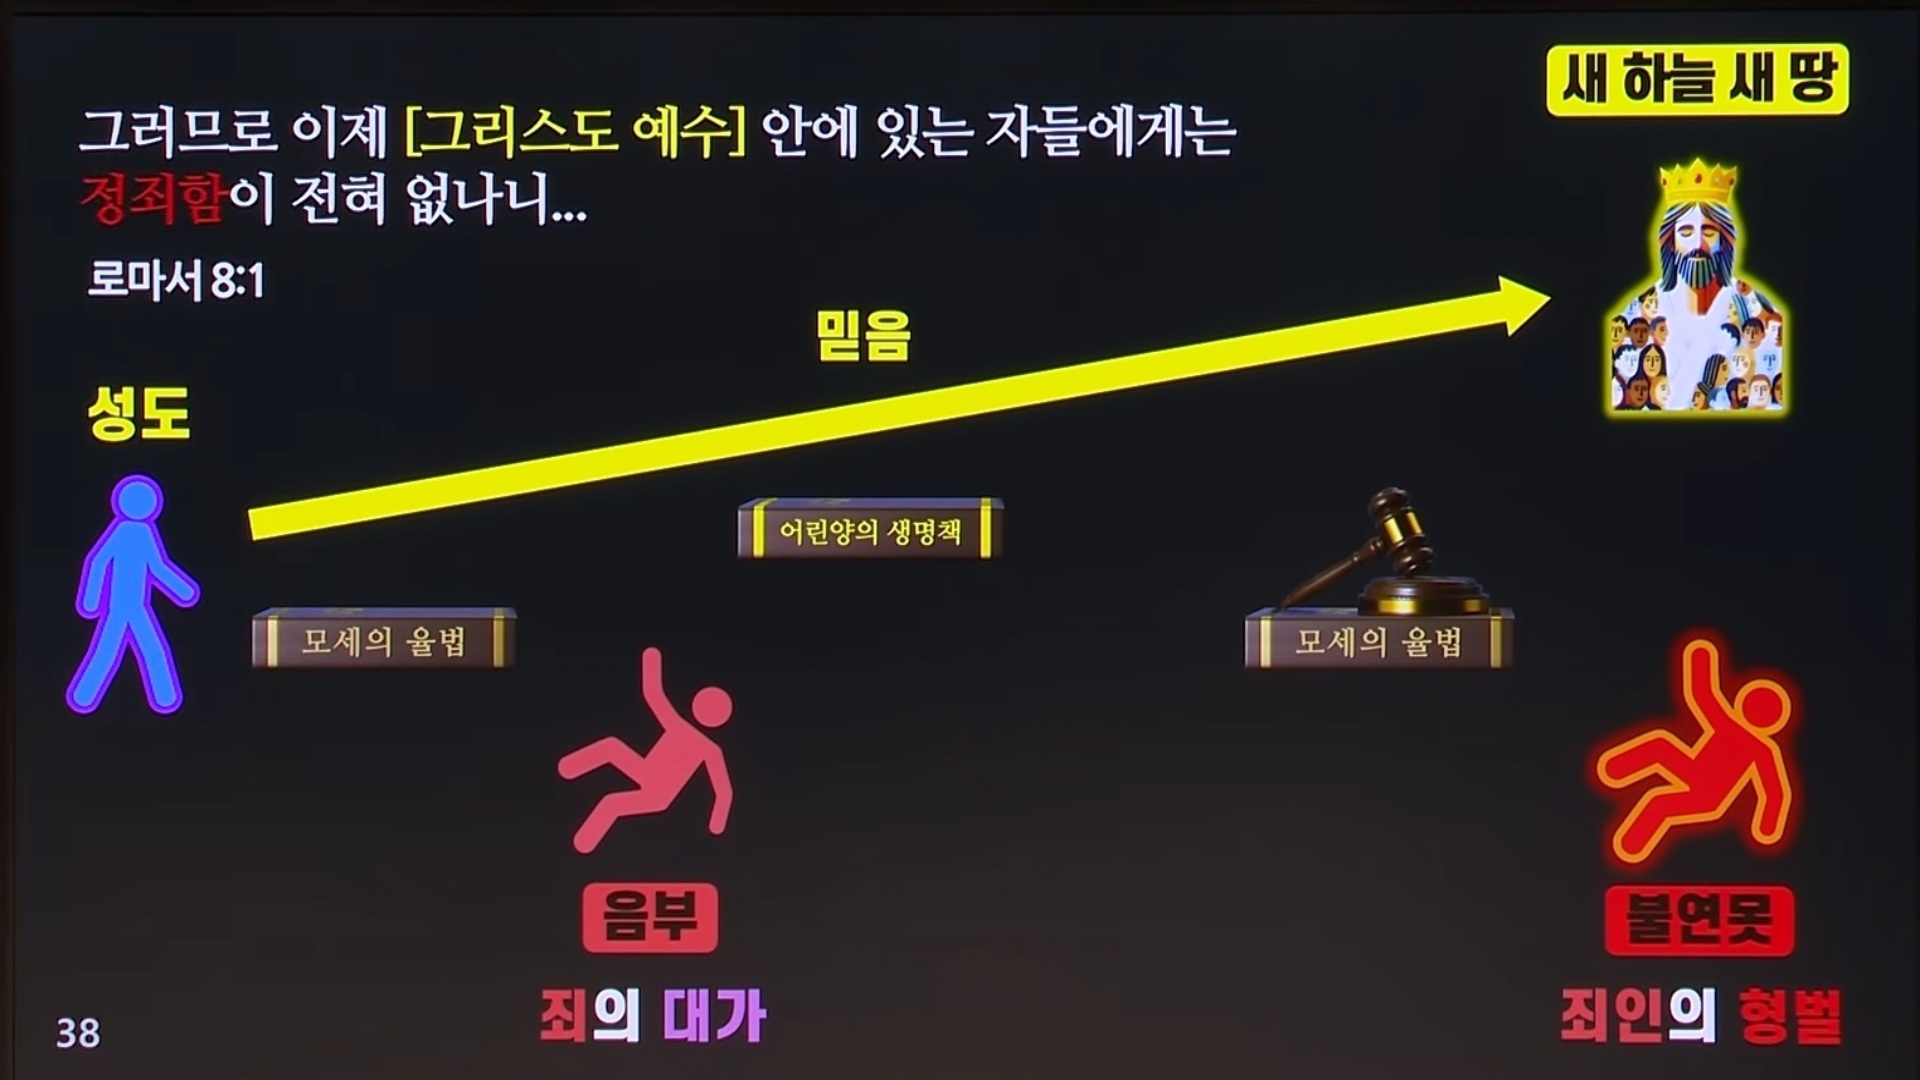 새 하늘 새 땅
그러므로 이제 [그리스도 예수] 안에 있는 자들에게는
정죄함이 전혀 없나니...
로마서 8:1
믿음
성도
어린양의 생명책
모세의 율법
모세의 율법
음부
불연못
죄의 대가
죄인의 형벌
38